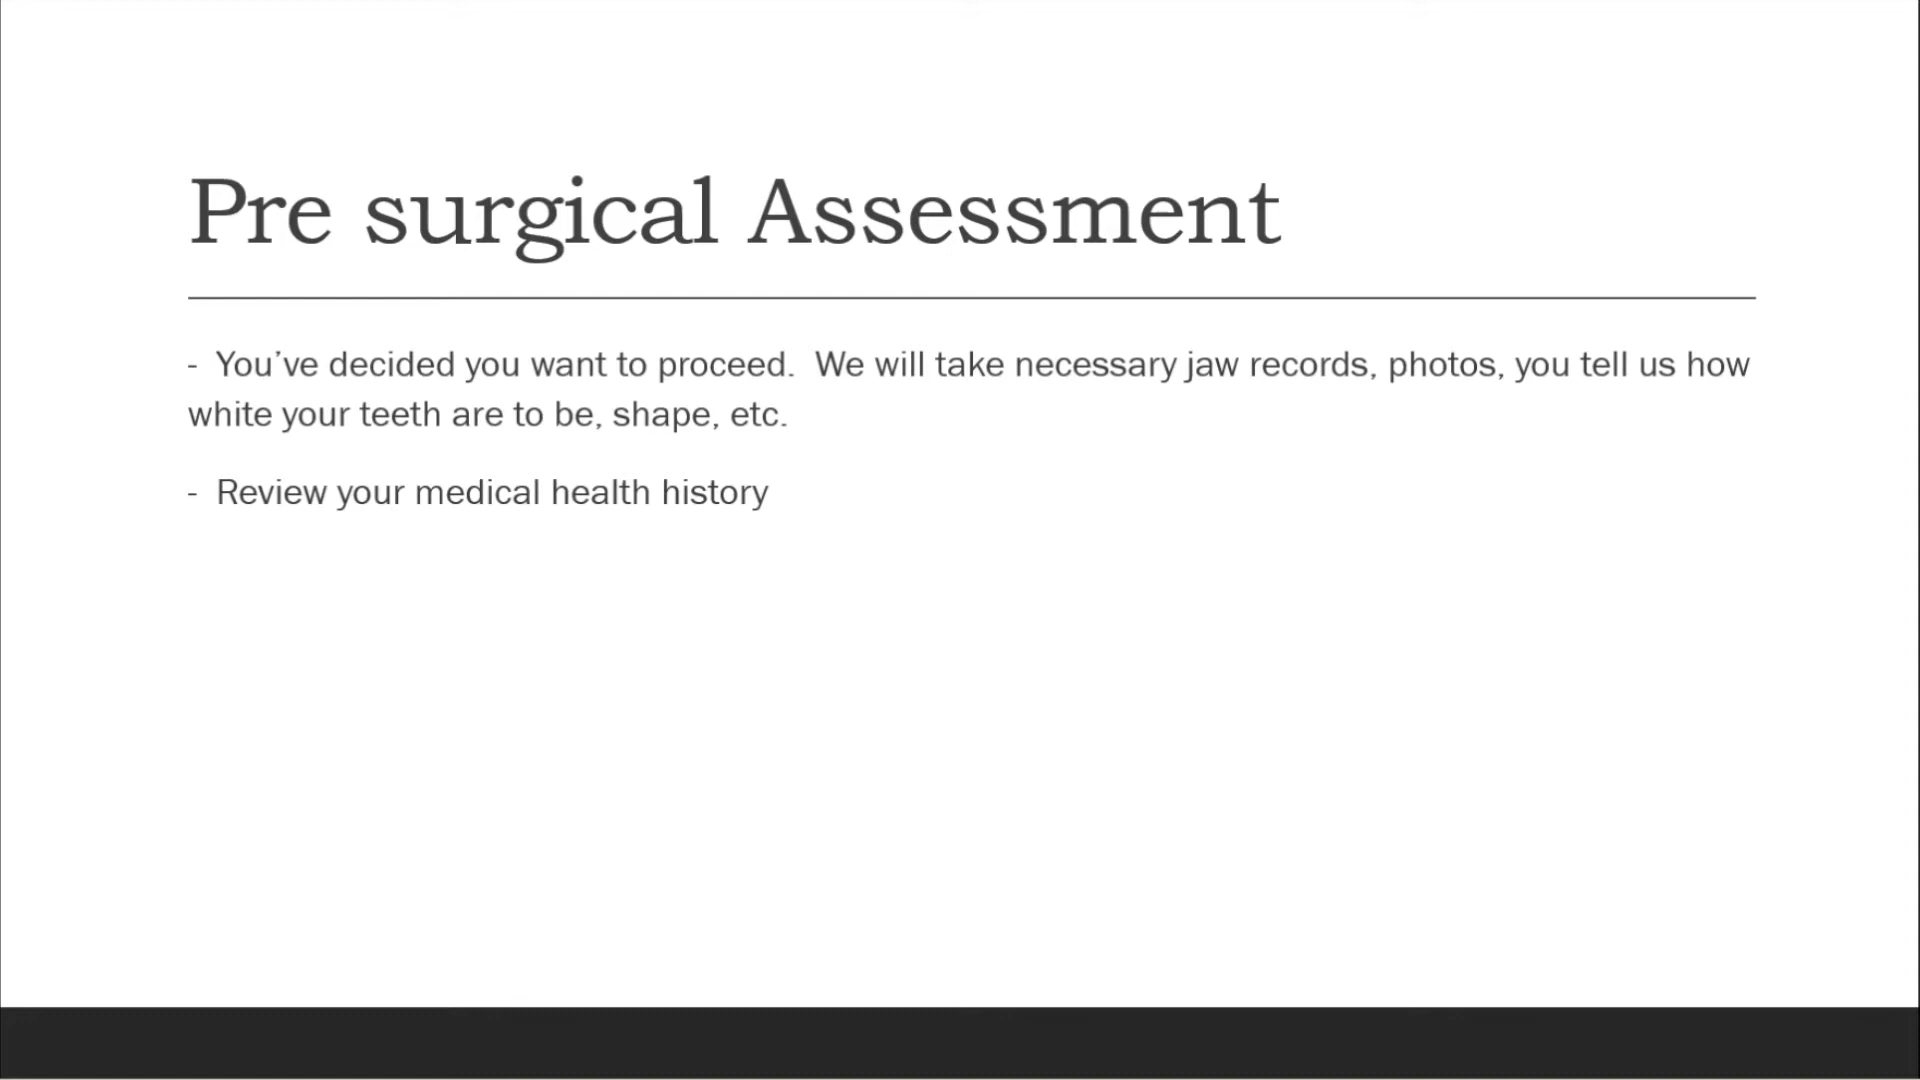 Pre surgical Assessment
- You’ve decided you want to proceed.  We will take necessary jaw records, photos, you tell us how
white your teeth are to be, shape, etc.
- Review your medical health history